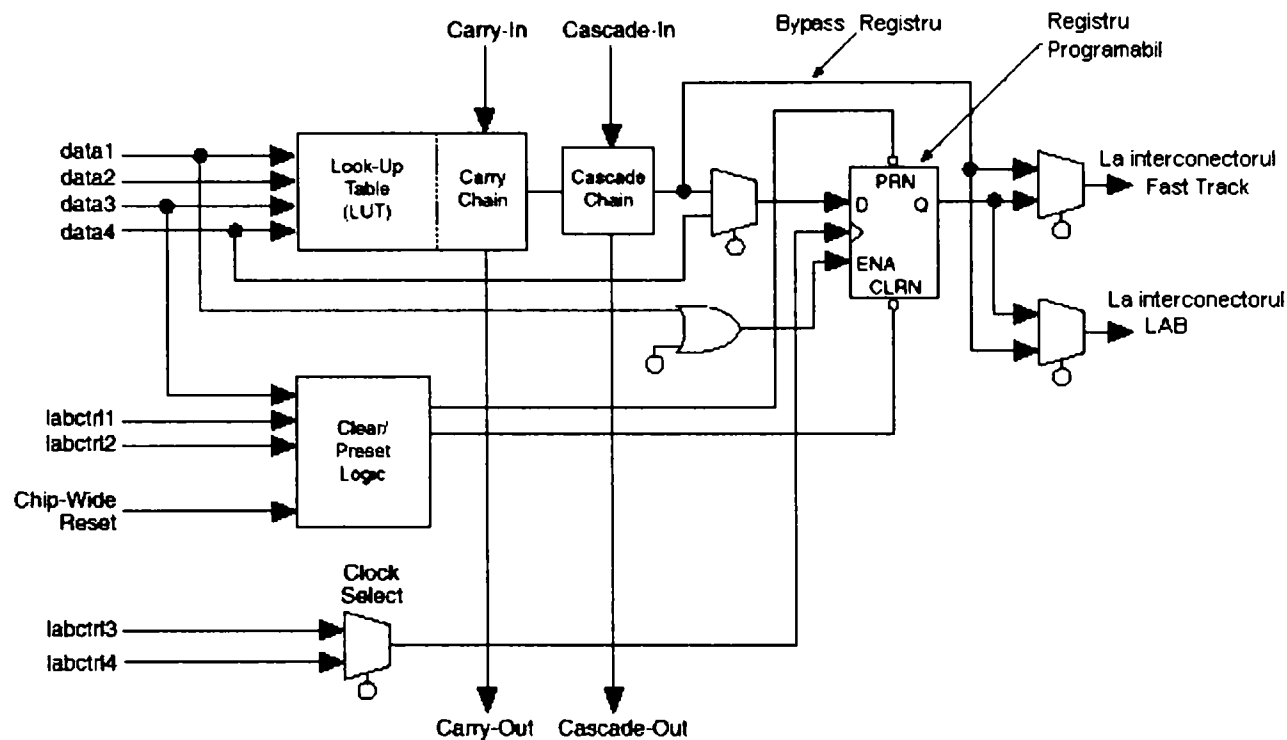 Carry-In
Cascade-In
Bypass Registru
Registru
Programabil
data1
data2
data3
data4
Look-Up
Table
(LUT)
Carry
Chain
Cascade
Chain
PRN
D
Q
ENA
CLRN
La interconectorul
Fast Track
La interconectorul
LAB
labctrl1
labctrl2
Chip-Wide
Reset
Clear/
Preset
Logic
Clock
Select
labctrl3
labctrl4
Carry-Out
Cascade-Out